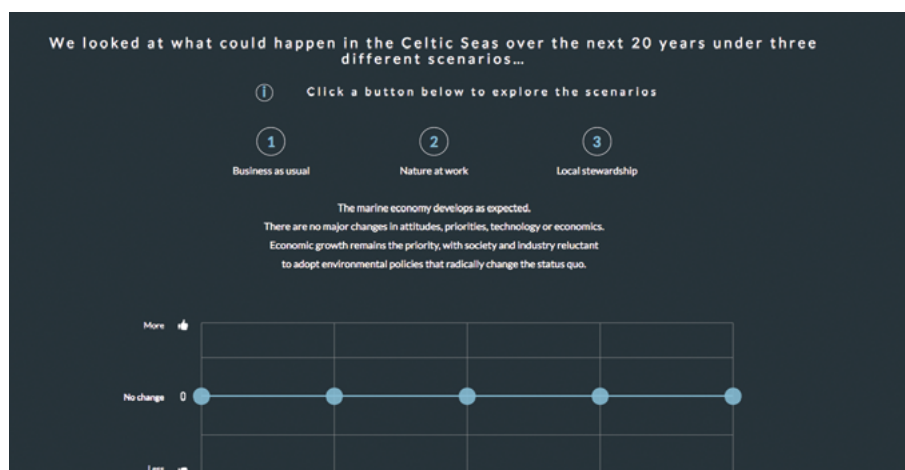 We looked at what could happen in the Celtic Seas over the next 20 years under three
different scenarios…
i Click a button below to explore the scenarios
1 2 3
Business as usual Nature at work Local stewardship
The marine economy develops as expected.
There are no major changes in attitudes, priorities, technology or economics.
Economic growth remains the priority, with society and industry reluctant
to adopt environmental policies that radically change the status quo.
More
No change 0
Less